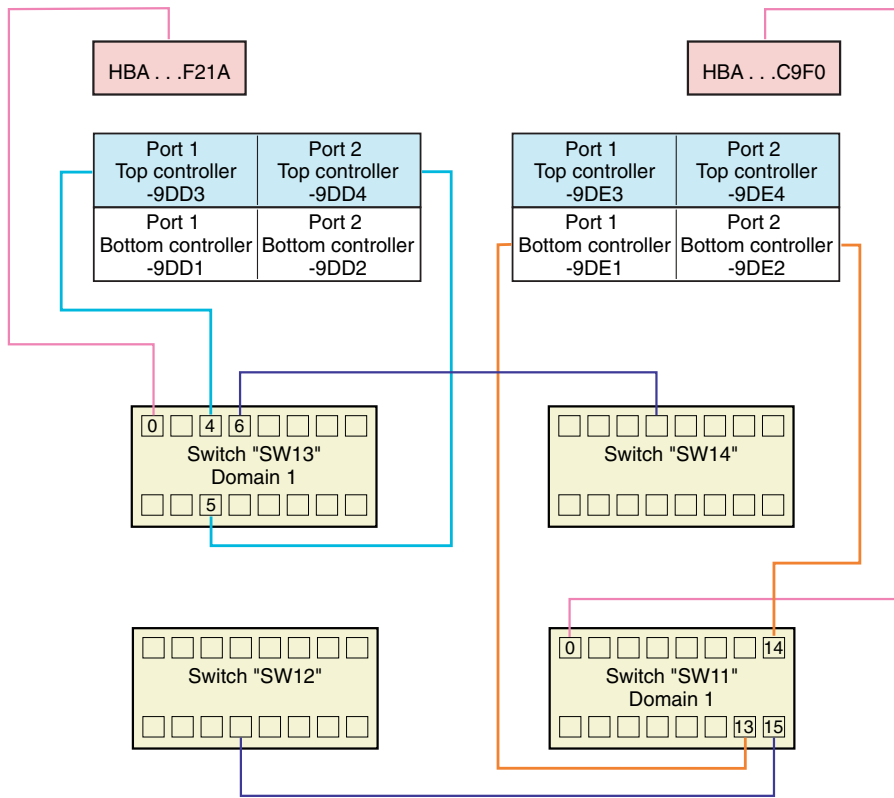 HBA . . .F21A
HBA . . .C9F0
Port 1
Top controller
-9DD3
Port 2
Top controller
-9DD4
Port 1
Bottom controller
-9DD1
Port 2
Bottom controller
-9DD2
Port 1
Top controller
-9DE3
Port 2
Top controller
-9DE4
Port 1
Bottom controller
-9DE1
Port 2
Bottom controller
-9DE2
0 4 6
Switch "SW13"
Domain 1
5
Switch "SW14"
Switch "SW12"
0 14
Switch "SW11"
Domain 1
13 15